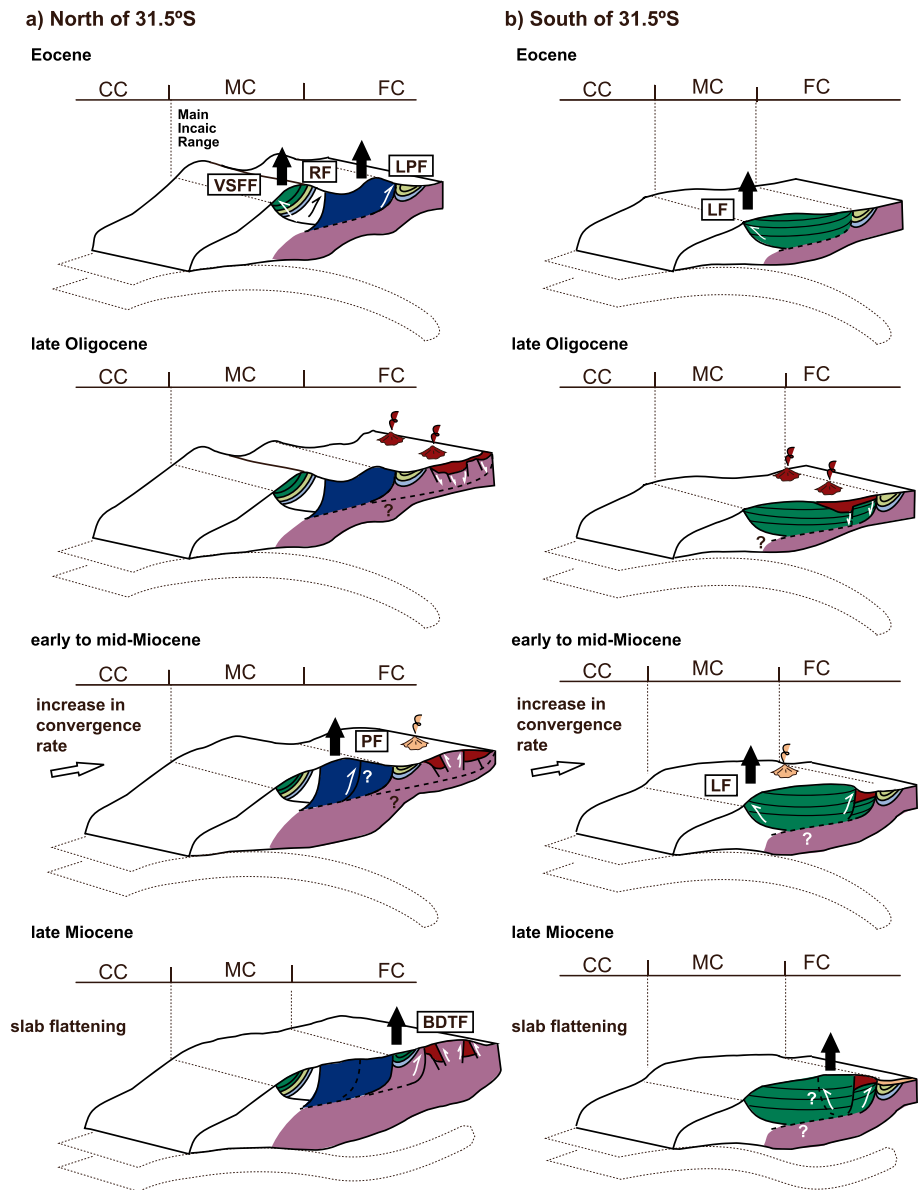 a) North of 31.5ºS
Eocene
CC MC FC
Main
Incaic
Range
VSFF RF LPF
late Oligocene
CC MC FC
?
early to mid-Miocene
CC MC FC
increase in
convergence
rate
PF
?
?
late Miocene
CC MC FC
slab flattening
BDTF
b) South of 31.5ºS
Eocene
CC MC FC
LF
late Oligocene
CC MC FC
?
early to mid-Miocene
CC MC FC
increase in
convergence
rate
LF
?
late Miocene
CC MC FC
slab flattening
?
?